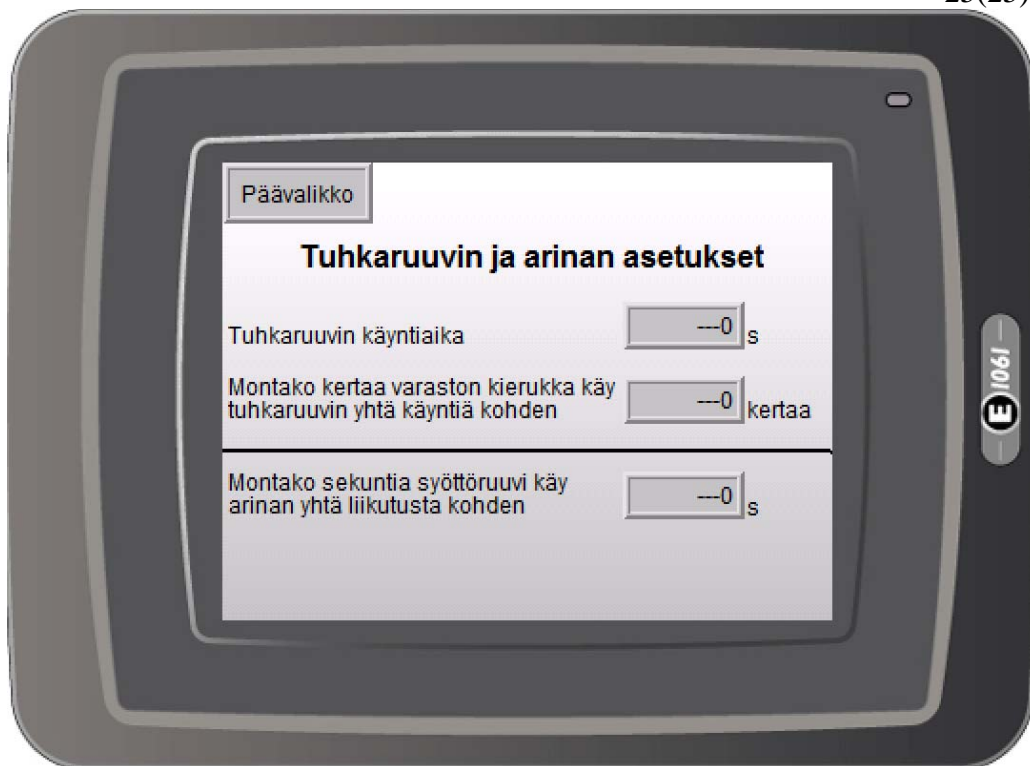 Päävalikko
Tuhkaruuvin ja arinan asetukset
Tuhkaruuvin käyntiaika ---0 s
Montako kertaa varaston kierukka käy
tuhkaruuvin yhtä käyntiä kohden ---0 kertaa
Montako sekuntia syöttöruuvi käy
arinan yhtä liikutusta kohden ---0 s
E 1061